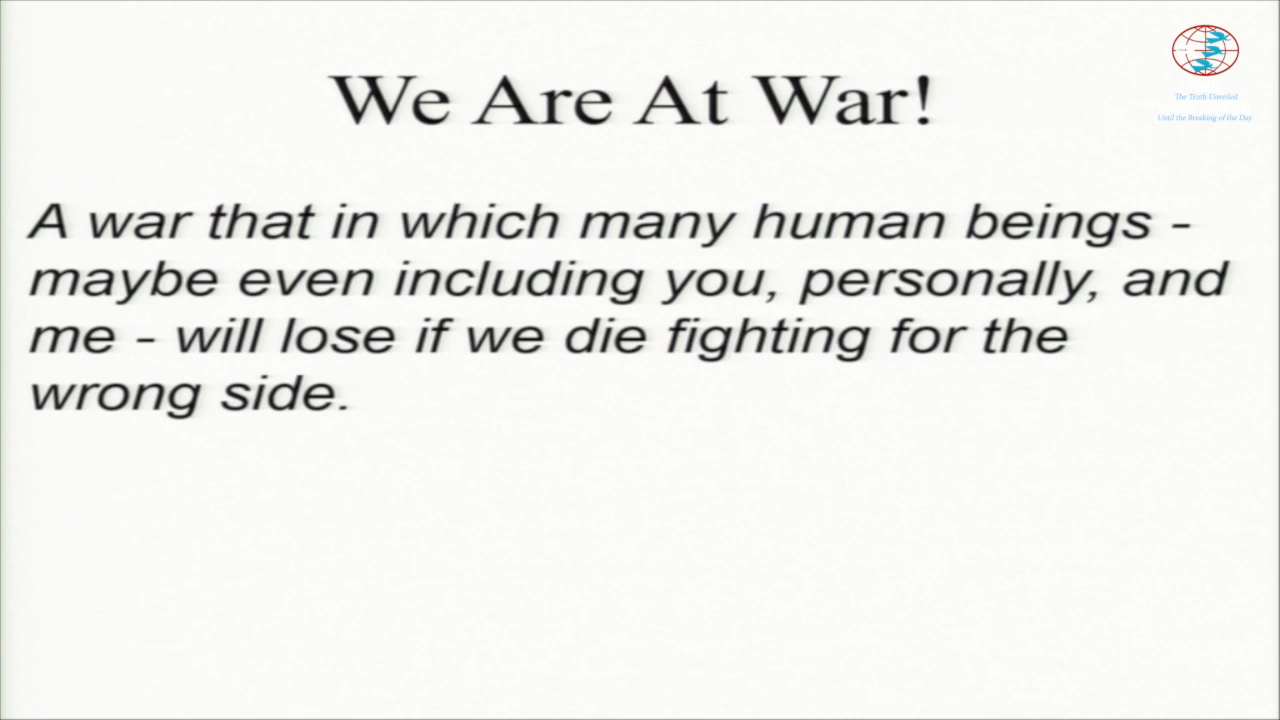 We Are At War!
The Truth Unveiled
Until the Breaking of the Day
A war that in which many human beings -
maybe even including you, personally, and
me - will lose if we die fighting for the
wrong side.